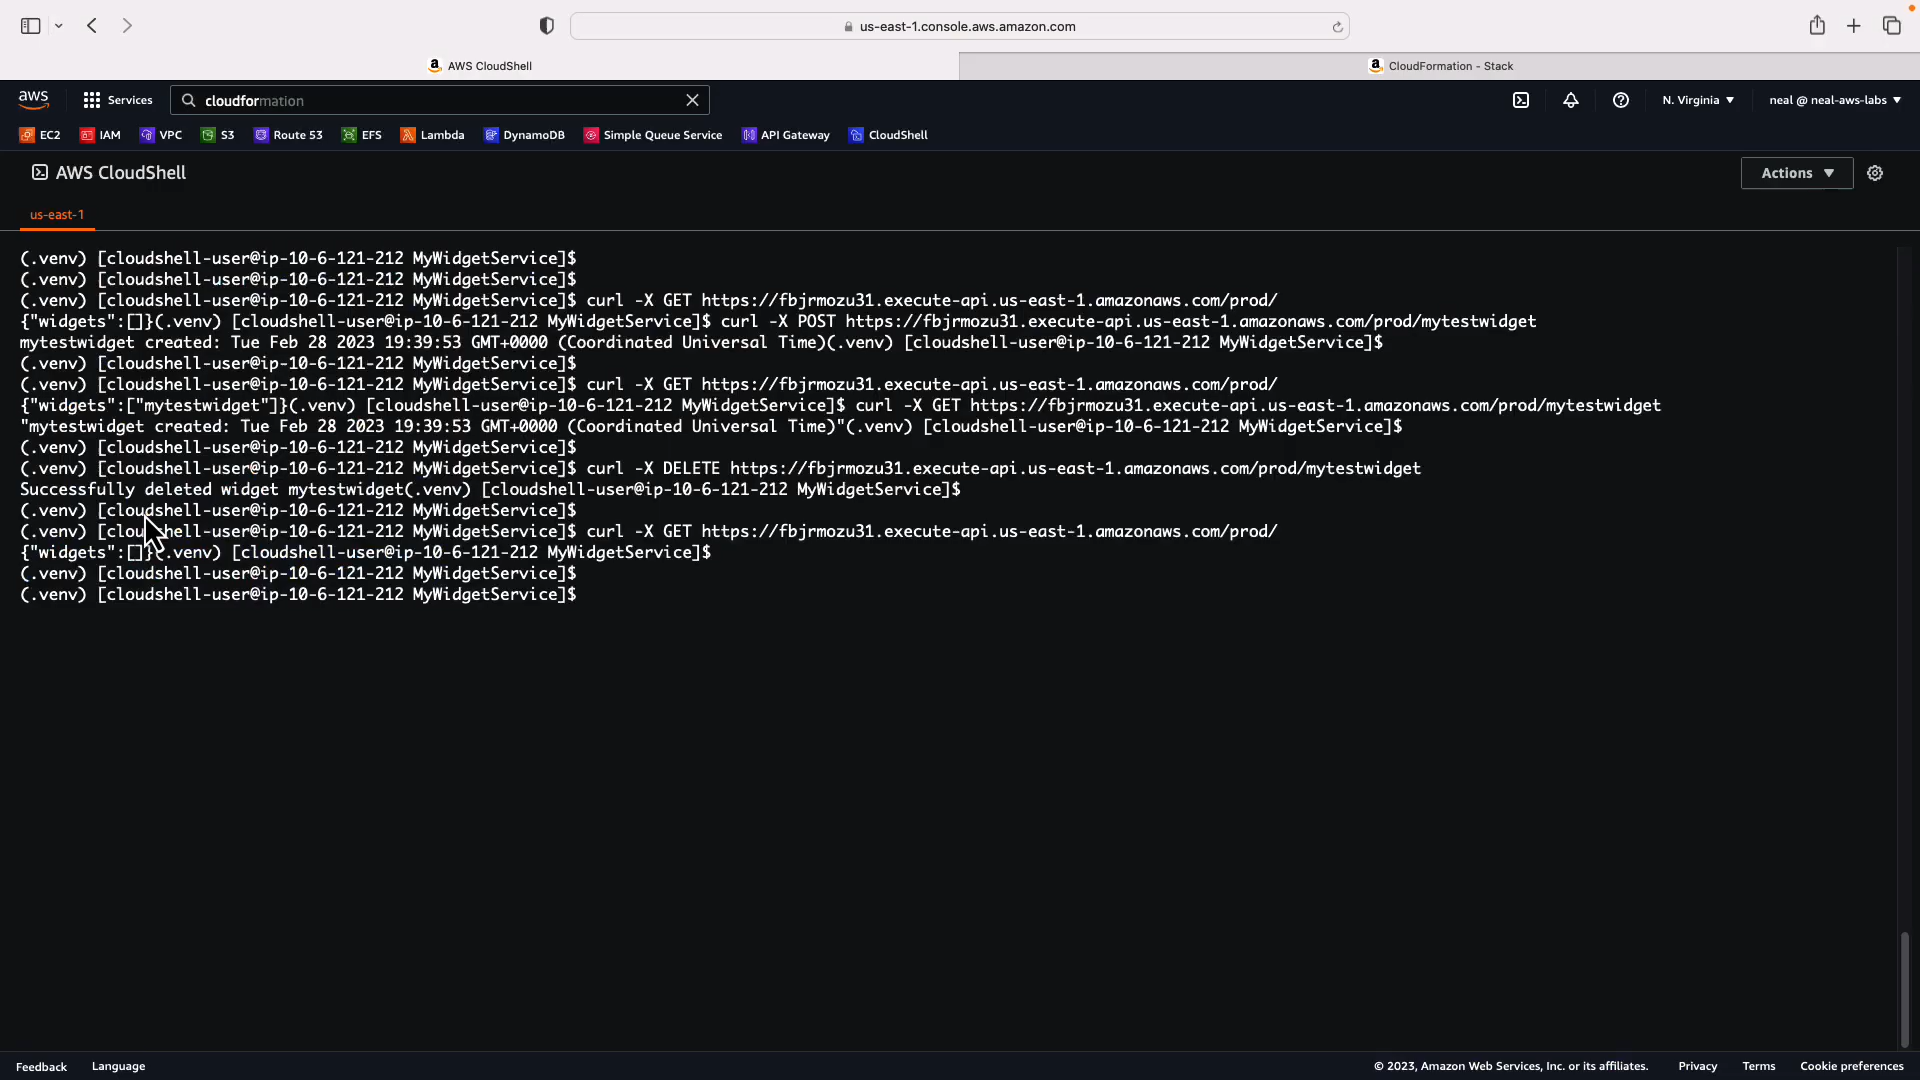 us-east-1.console.aws.amazon.com
AWS CloudShell
CloudFormation - Stack
aws
Services
cloudformation
N. Virginia
neal @ neal-aws-labs
EC2
IAM
VPC
S3
Route 53
EFS
Lambda
DynamoDB
Simple Queue Service
API Gateway
CloudShell
AWS CloudShell
Actions
us-east-1
(.venv) [cloudshell-user@ip-10-6-121-212 MyWidgetService]$
(.venv) [cloudshell-user@ip-10-6-121-212 MyWidgetService]$
(.venv) [cloudshell-user@ip-10-6-121-212 MyWidgetService]$ curl -X GET https://fbjrmozu31.execute-api.us-east-1.amazonaws.com/prod/
{"widgets":[]}(.venv) [cloudshell-user@ip-10-6-121-212 MyWidgetService]$ curl -X POST https://fbjrmozu31.execute-api.us-east-1.amazonaws.com/prod/mytestwidget
mytestwidget created: Tue Feb 28 2023 19:39:53 GMT+0000 (Coordinated Universal Time)(.venv) [cloudshell-user@ip-10-6-121-212 MyWidgetService]$
(.venv) [cloudshell-user@ip-10-6-121-212 MyWidgetService]$
(.venv) [cloudshell-user@ip-10-6-121-212 MyWidgetService]$ curl -X GET https://fbjrmozu31.execute-api.us-east-1.amazonaws.com/prod/
{"widgets":["mytestwidget"]}(.venv) [cloudshell-user@ip-10-6-121-212 MyWidgetService]$ curl -X GET https://fbjrmozu31.execute-api.us-east-1.amazonaws.com/prod/mytestwidget
"mytestwidget created: Tue Feb 28 2023 19:39:53 GMT+0000 (Coordinated Universal Time)"(.venv) [cloudshell-user@ip-10-6-121-212 MyWidgetService]$
(.venv) [cloudshell-user@ip-10-6-121-212 MyWidgetService]$
(.venv) [cloudshell-user@ip-10-6-121-212 MyWidgetService]$ curl -X DELETE https://fbjrmozu31.execute-api.us-east-1.amazonaws.com/prod/mytestwidget
Successfully deleted widget mytestwidget(.venv) [cloudshell-user@ip-10-6-121-212 MyWidgetService]$
(.venv) [cloudshell-user@ip-10-6-121-212 MyWidgetService]$
(.venv) [cloudshell-user@ip-10-6-121-212 MyWidgetService]$ curl -X GET https://fbjrmozu31.execute-api.us-east-1.amazonaws.com/prod/
{"widgets":[]}(.venv) [cloudshell-user@ip-10-6-121-212 MyWidgetService]$
(.venv) [cloudshell-user@ip-10-6-121-212 MyWidgetService]$
(.venv) [cloudshell-user@ip-10-6-121-212 MyWidgetService]$
Feedback
Language
© 2023, Amazon Web Services, Inc. or its affiliates.
Privacy
Terms
Cookie preferences